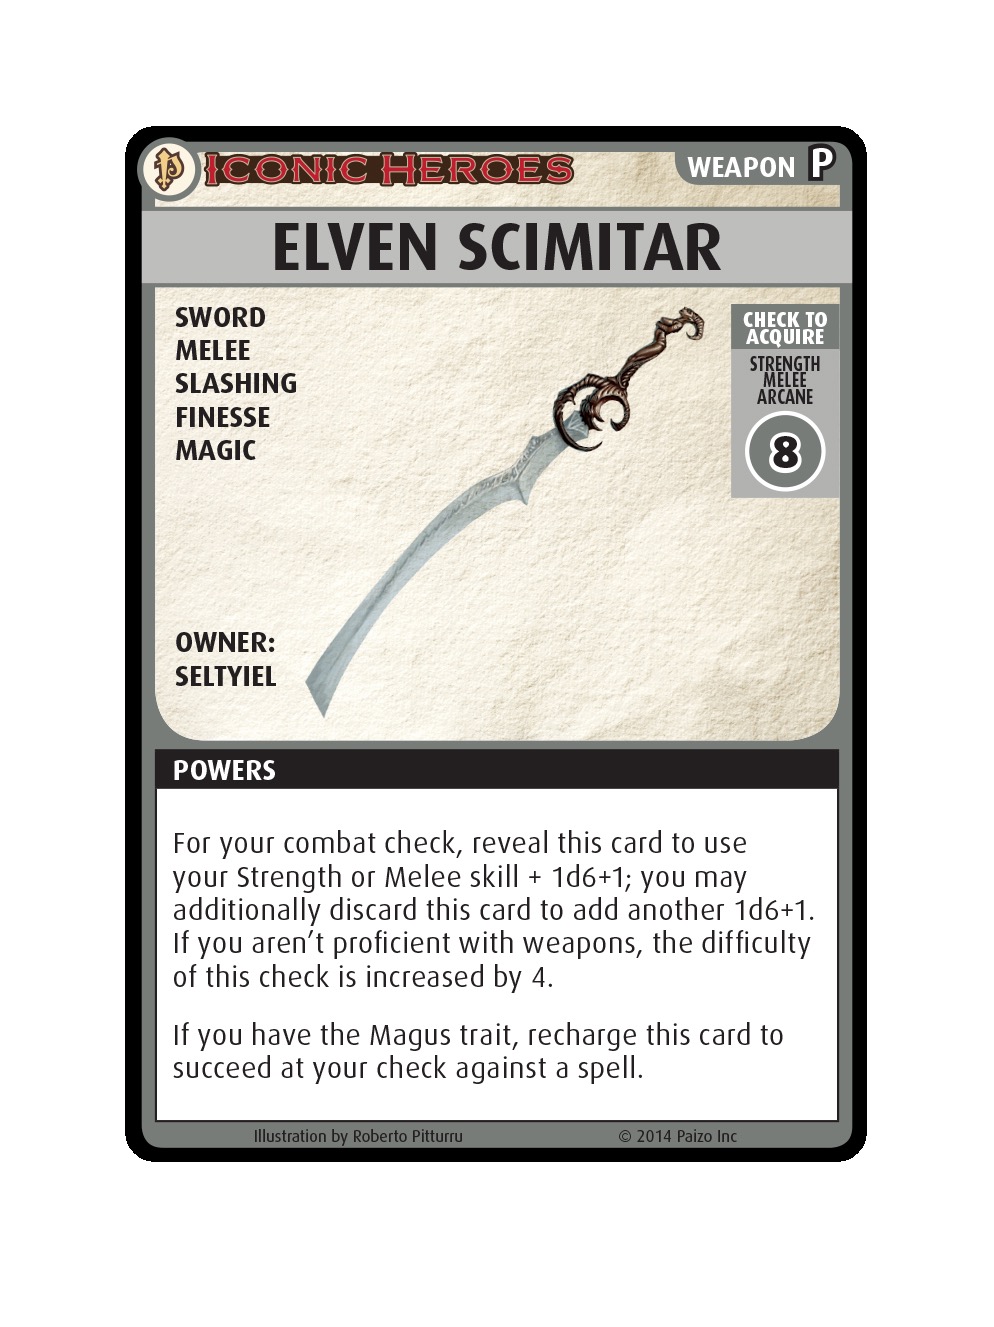 P ICONIC HEROES
WEAPON P
ELVEN SCIMITAR
SWORD
MELEE
SLASHING
FINESSE
MAGIC
CHECK TO
ACQUIRE
STRENGTH
MELEE
ARCANE
8
OWNER:
SELTYIEL
POWERS
For your combat check, reveal this card to use
your Strength or Melee skill + 1d6+1; you may
additionally discard this card to add another 1d6+1.
If you aren’t proficient with weapons, the difficulty
of this check is increased by 4.
If you have the Magus trait, recharge this card to
succeed at your check against a spell.
Illustration by Roberto Pitturru
© 2014 Paizo Inc